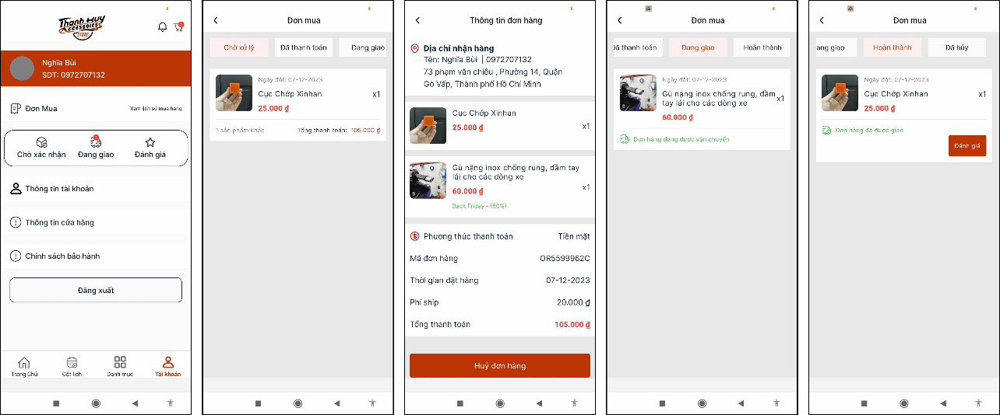 Thanh Huy
ACCESSORIES
STORE
2
Nghĩa Bùi
SDT: 0972707132
Đơn Mua
Xem lịch sử mua hàng
1
Chờ xác nhận
Đang giao
Đánh giá
Thông tin tài khoản
Thông tin cửa hàng
Chính sách bảo hành
Đăng xuất
Trang Chủ
Đặt lịch
Danh mục
Tài khoản
Đơn mua
Chờ xử lý
Đã thanh toán
Đang giao
Ngày đặt: 07-12-2023
Cục Chớp Xinhan
x1
25.000 ₫
1 sản phẩm khác
Tổng thanh toán: 105.000 ₫
Thông tin đơn hàng
Địa chỉ nhận hàng
Tên: Nghĩa Bùi | 0972707132
73 phạm văn chiêu , Phường 14, Quận
Gò Vấp, Thành phố Hồ Chí Minh
Cục Chớp Xinhan
25.000 ₫
x1
Gù nặng inox chống rung, đầm tay
lái cho các dòng xe
60.000 ₫
x1
Back Friday - (60%)
Phương thức thanh toán
Tiền mặt
Mã đơn hàng
OR5599962C
Thời gian đặt hàng
07-12-2023
Phí ship
20.000 ₫
Tổng thanh toán
105.000 ₫
Huỷ đơn hàng
Đơn mua
Đã thanh toán
Đang giao
Hoàn thành
Ngày đặt: 07-12-2023
Gù nặng inox chống rung, đầm
tay lái cho các dòng xe
x1
60.000 ₫
Đơn hàng đang được vận chuyển
Đơn mua
ang giao
Hoàn thành
Đã hủy
Ngày đặt: 07-12-2023
Cục Chớp Xinhan
x1
25.000 ₫
Đơn hàng đã được giao
Đánh giá